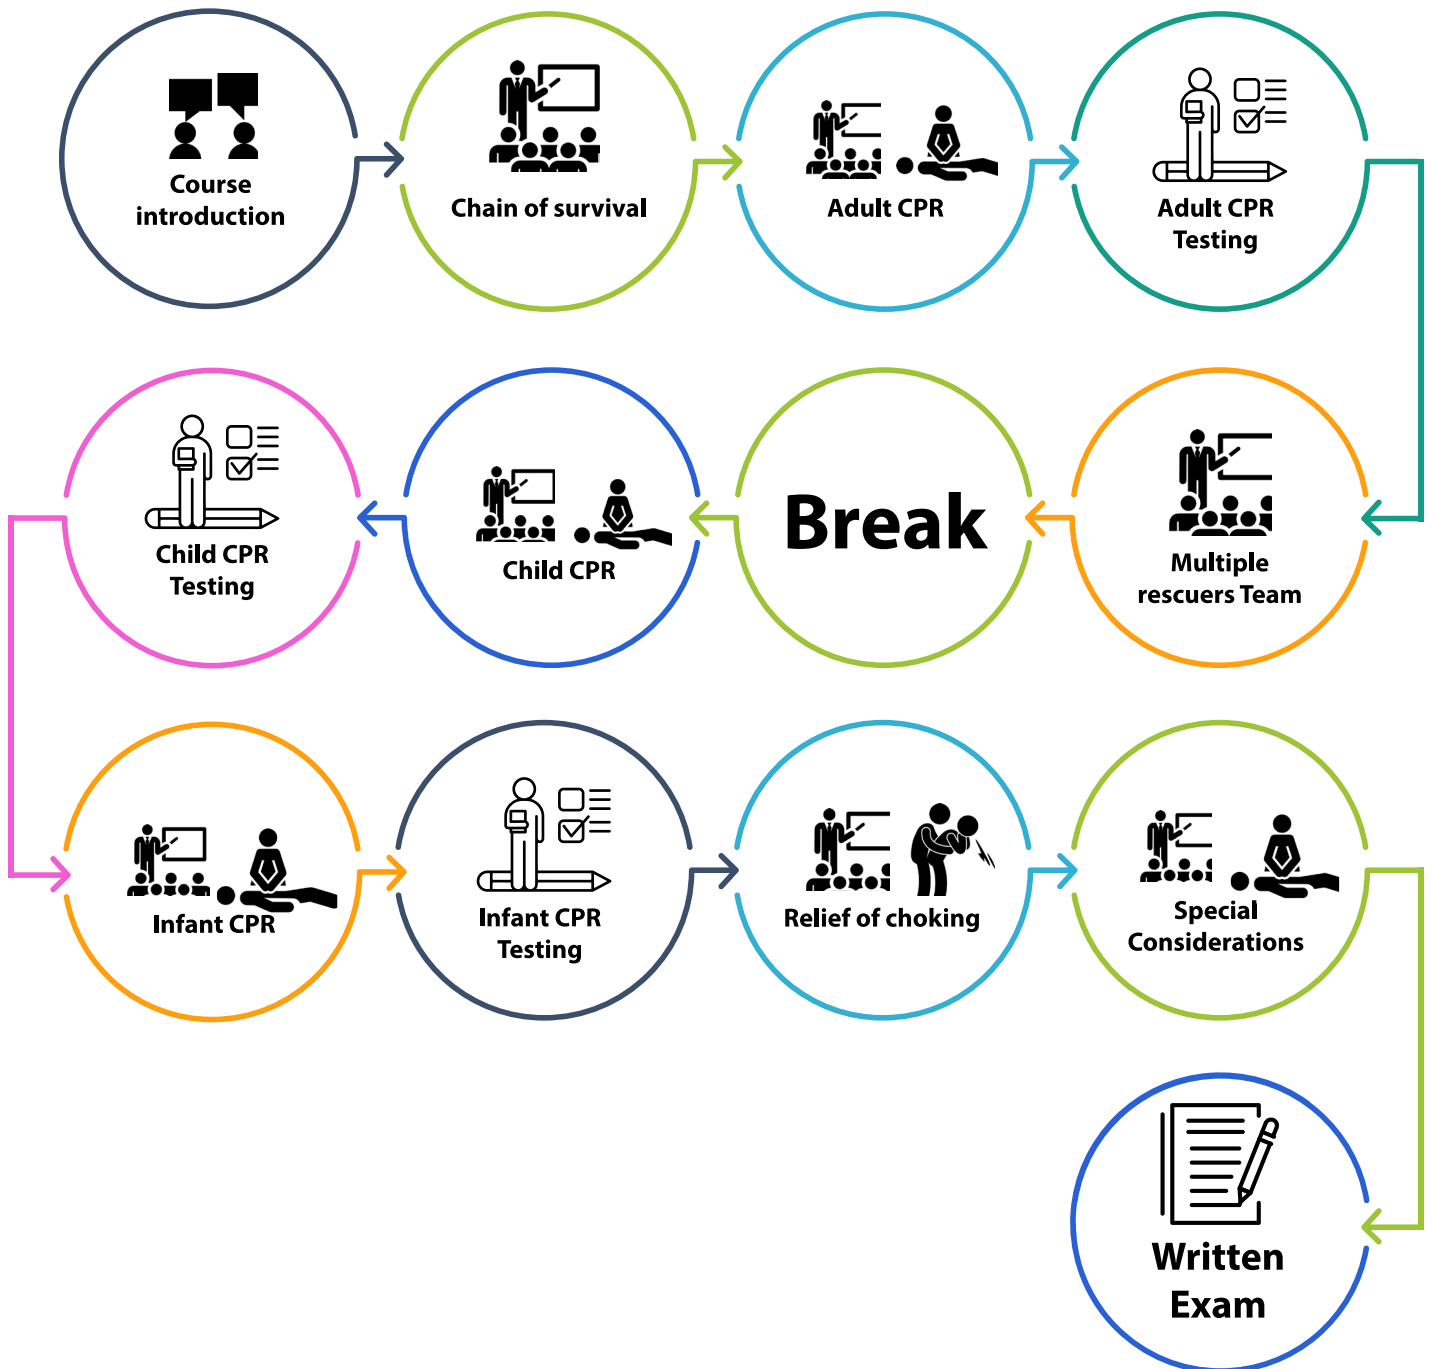 Course
introduction
Chain of survival
Adult CPR
Adult CPR
Testing
Multiple
rescuers Team
Break
Child CPR
Child CPR
Testing
Infant CPR
Infant CPR
Testing
Relief of choking
Special
Considerations
Written
Exam